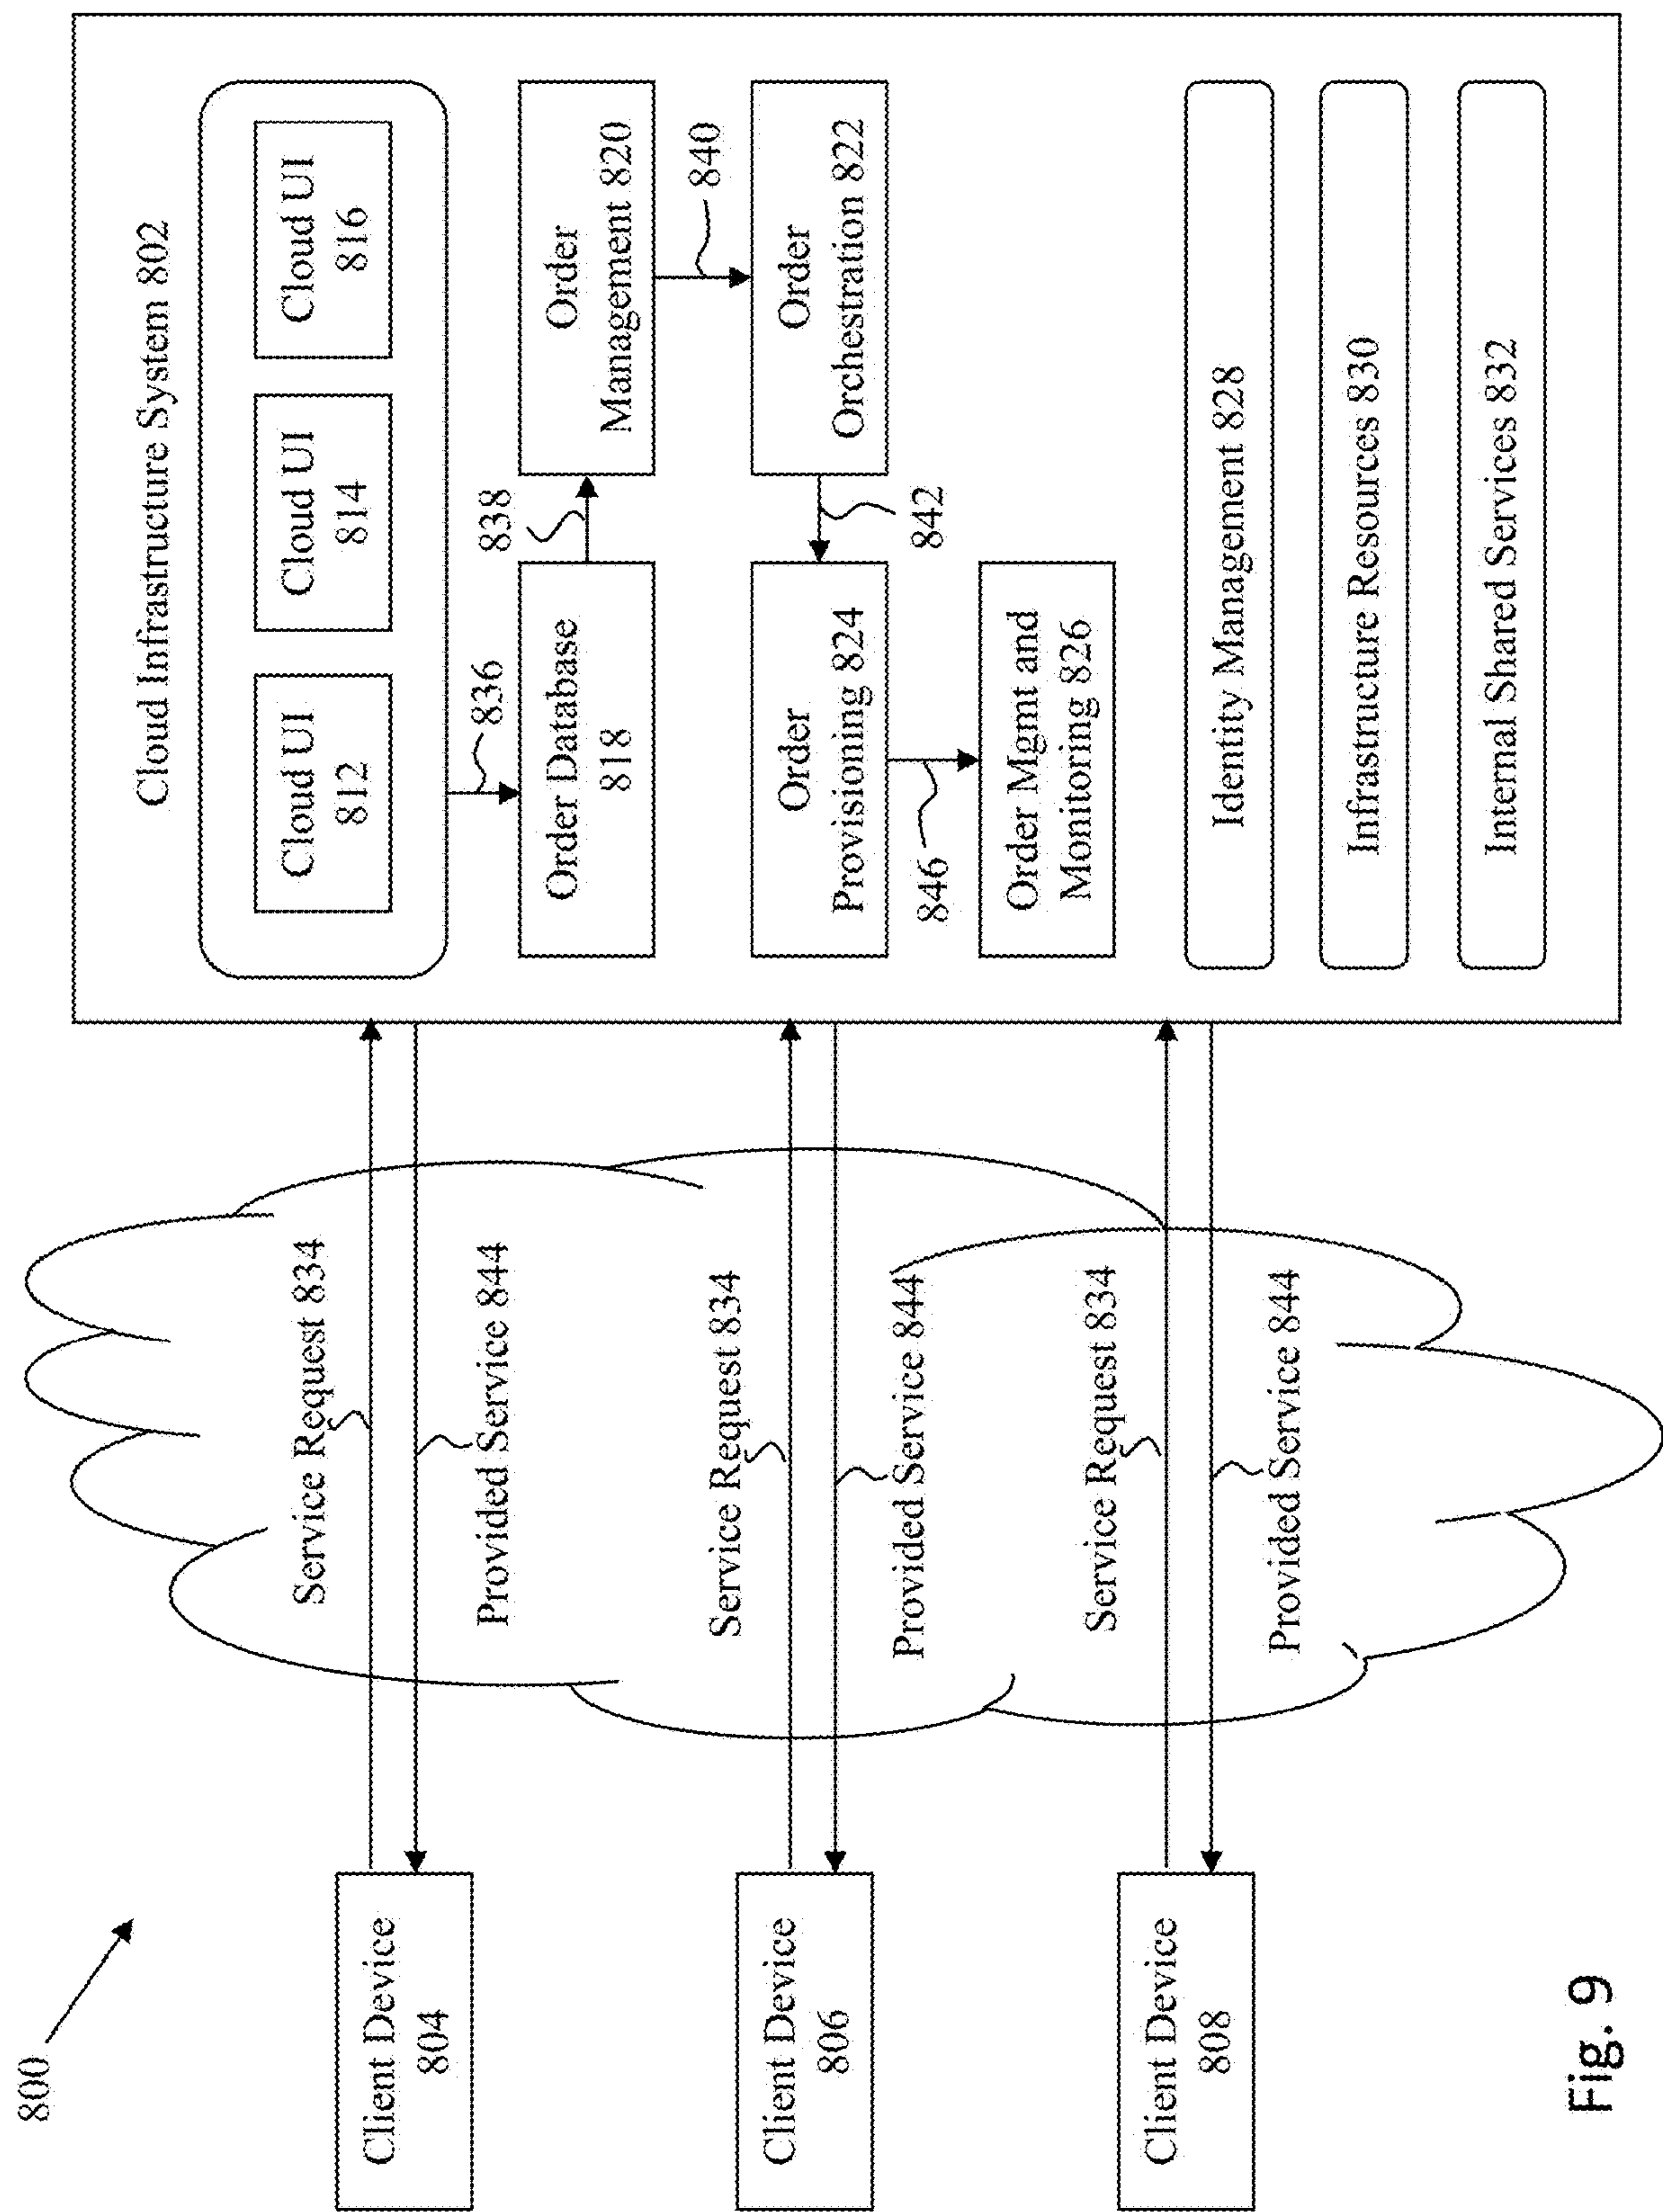 800
Cloud Infrastructure System 802
Cloud UI
812
Cloud UI
814
Cloud UI
816
836
Order Database
818
838
Order
Management 820
840
Order
Orchestration 822
842
Order
Provisioning 824
846
Order Mgmt and
Monitoring 826
Identity Management 828
Infrastructure Resources 830
Internal Shared Services 832
Client Device
804
Service Request 834
Provided Service 844
Client Device
806
Service Request 834
Provided Service 844
Client Device
808
Service Request 834
Provided Service 844
Fig. 9